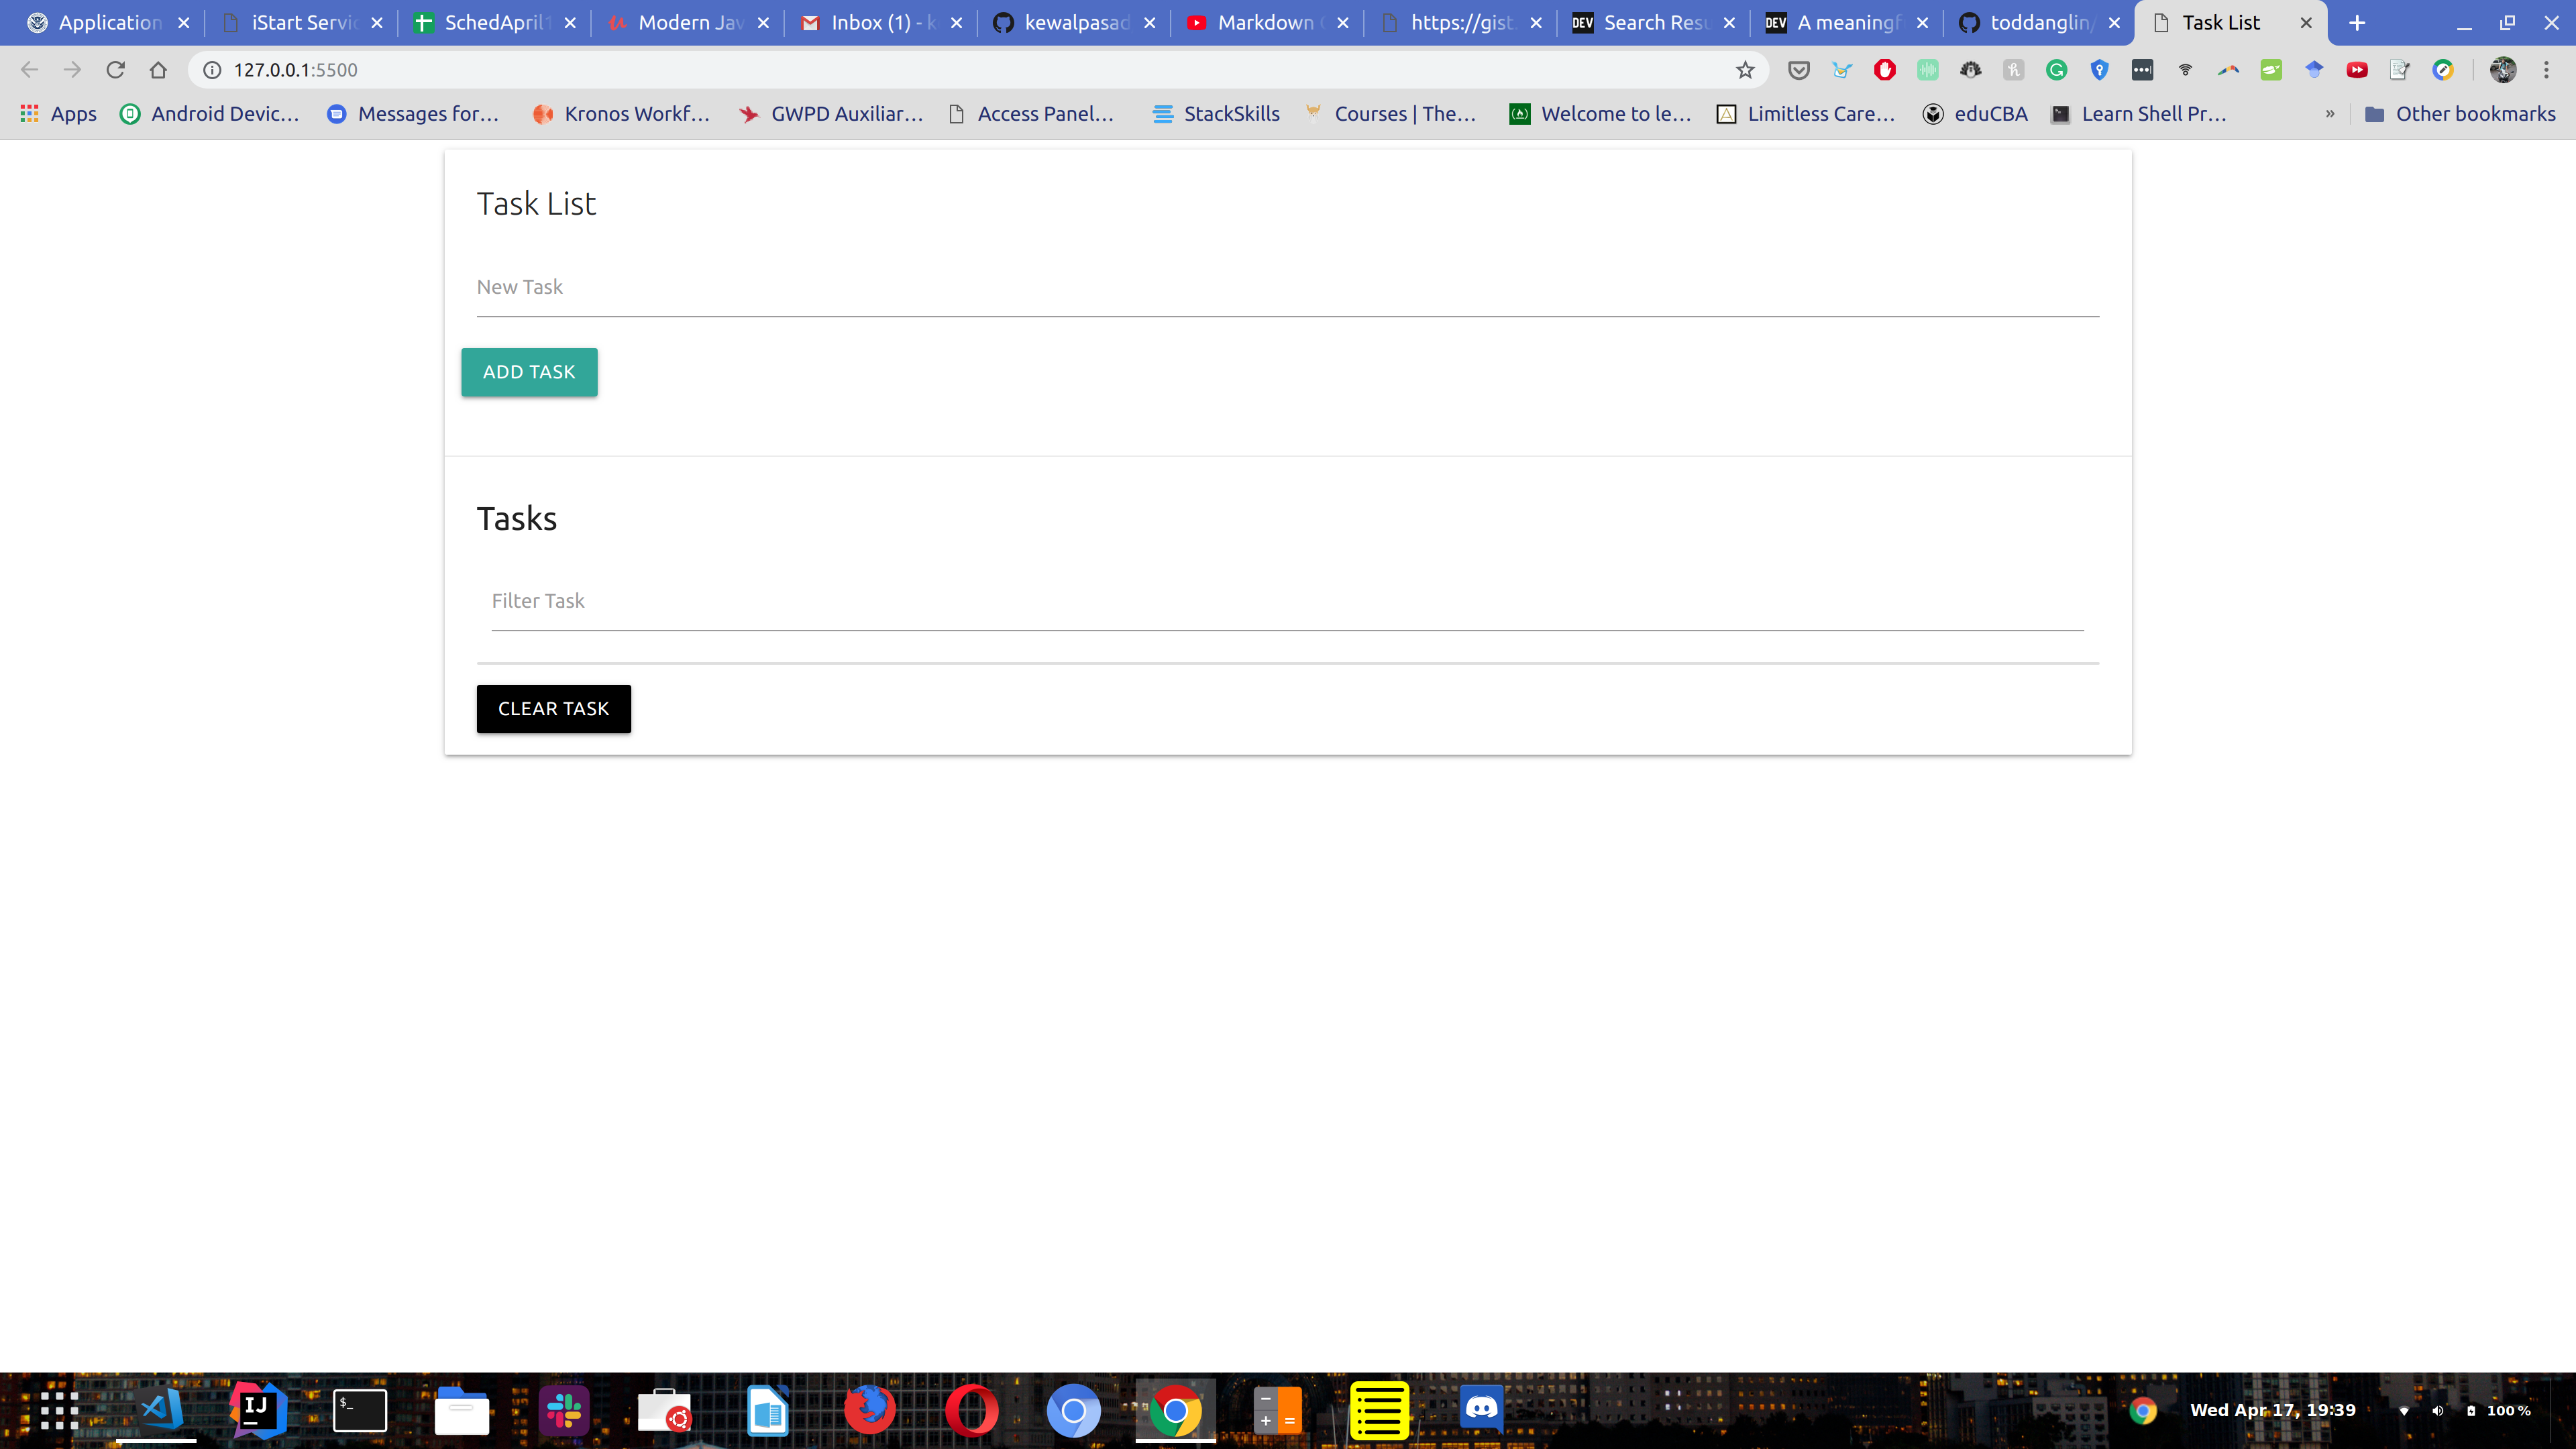 Application iStart Servic SchedApril1 Modern Jav Inbox (1) - k kewalpasad Markdown https://gist. DEV Search Resu DEV A meaningf toddanglin/ Task List
127.0.0.1:5500
Apps Android Devic... Messages for... Kronos Workf... GWPD Auxiliar... Access Panel... StackSkills Courses | The... Welcome to le... Limitless Care... eduCBA Learn Shell Pr... » Other bookmarks
Task List
New Task
ADD TASK
Tasks
Filter Task
CLEAR TASK
IJ $_ Wed Apr 17, 19:39 100 %